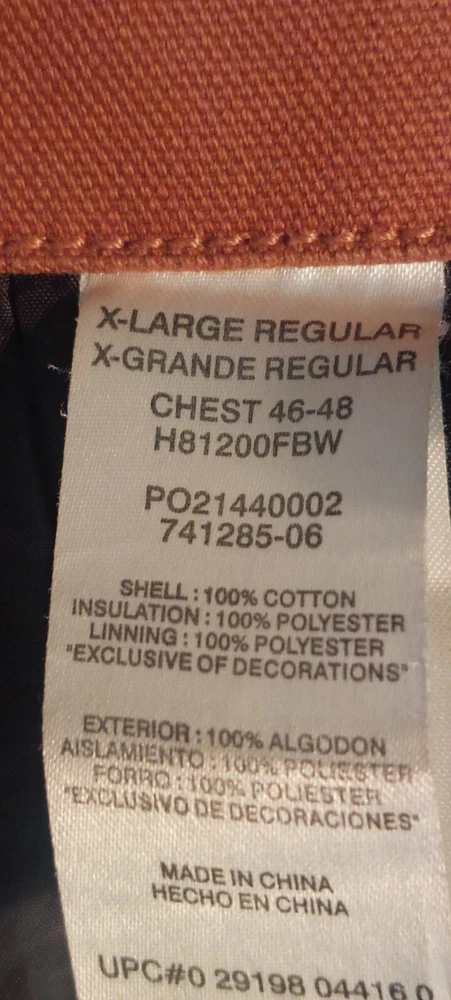 X-LARGE REGULAR
X-GRANDE REGULAR
CHEST 46-48
H81200FBW
PO21440002
741285-06
SHELL : 100% COTTON
INSULATION : 100% POLYESTER
LINNING : 100% POLYESTER
"EXCLUSIVE OF DECORATIONS"
EXTERIOR : 100% ALGODON
AISLAMIENTO : 100% POLIESTER
FORRO : 100% POLIESTER
"EXCLUSIVO DE DECORACIONES"
MADE IN CHINA
HECHO EN CHINA
UPC#0 29198 04416 0